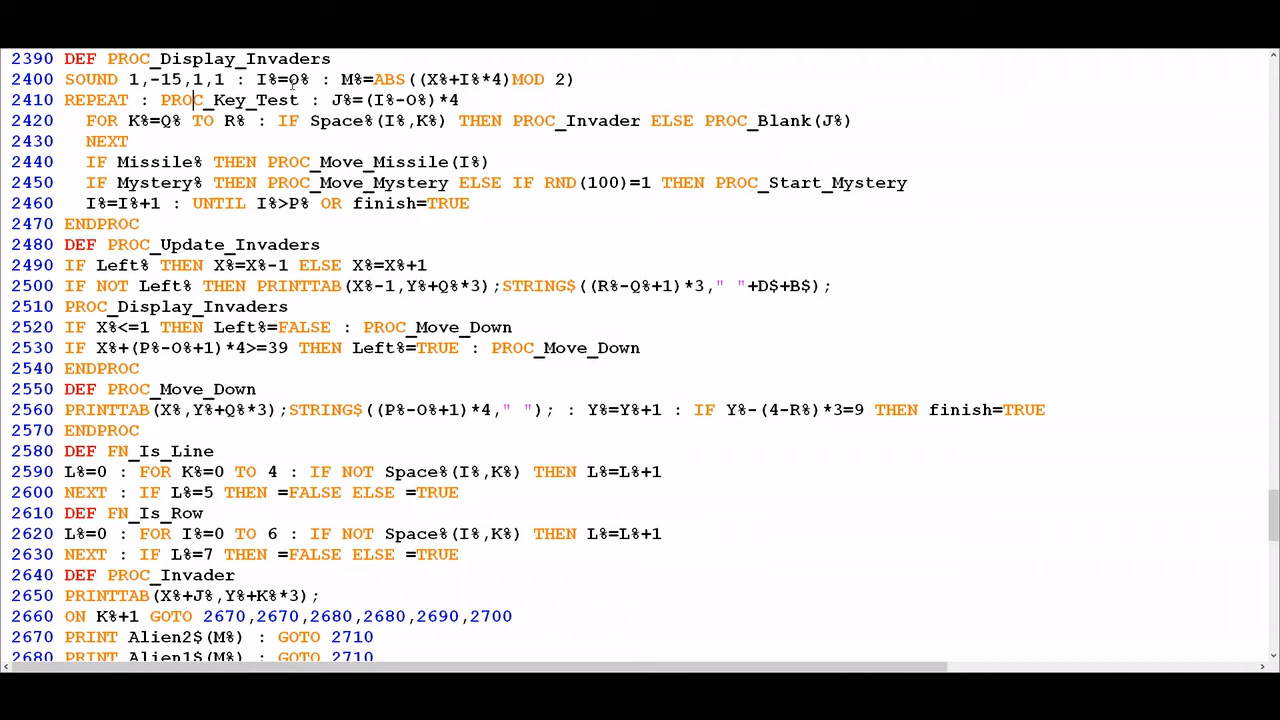 2390 DEF PROC_Display_Invaders
2400 SOUND 1,-15,1,1 : I%=O% : M%=ABS((X%+I%*4)MOD 2)
2410 REPEAT : PROC_Key_Test : J%=(I%-O%)*4
2420   FOR K%=Q% TO R% : IF Space%(I%,K%) THEN PROC_Invader ELSE PROC_Blank(J%)
2430   NEXT
2440   IF Missile% THEN PROC_Move_Missile(I%)
2450   IF Mystery% THEN PROC_Move_Mystery ELSE IF RND(100)=1 THEN PROC_Start_Mystery
2460   I%=I%+1 : UNTIL I%>P% OR finish=TRUE
2470 ENDPROC
2480 DEF PROC_Update_Invaders
2490 IF Left% THEN X%=X%-1 ELSE X%=X%+1
2500 IF NOT Left% THEN PRINTTAB(X%-1,Y%+Q%*3);STRING$((R%-Q%+1)*3," "+D$+B$);
2510 PROC_Display_Invaders
2520 IF X%<=1 THEN Left%=FALSE : PROC_Move_Down
2530 IF X%+(P%-O%+1)*4>=39 THEN Left%=TRUE : PROC_Move_Down
2540 ENDPROC
2550 DEF PROC_Move_Down
2560 PRINTTAB(X%,Y%+Q%*3);STRING$((P%-O%+1)*4," "); : Y%=Y%+1 : IF Y%-(4-R%)*3=9 THEN finish=TRUE
2570 ENDPROC
2580 DEF FN_Is_Line
2590 L%=0 : FOR K%=0 TO 4 : IF NOT Space%(I%,K%) THEN L%=L%+1
2600 NEXT : IF L%=5 THEN =FALSE ELSE =TRUE
2610 DEF FN_Is_Row
2620 L%=0 : FOR I%=0 TO 6 : IF NOT Space%(I%,K%) THEN L%=L%+1
2630 NEXT : IF L%=7 THEN =FALSE ELSE =TRUE
2640 DEF PROC_Invader
2650 PRINTTAB(X%+J%,Y%+K%*3);
2660 ON K%+1 GOTO 2670,2670,2680,2680,2690,2700
2670 PRINT Alien2$(M%) : GOTO 2710
2680 PRINT Alien1$(M%) : GOTO 2710